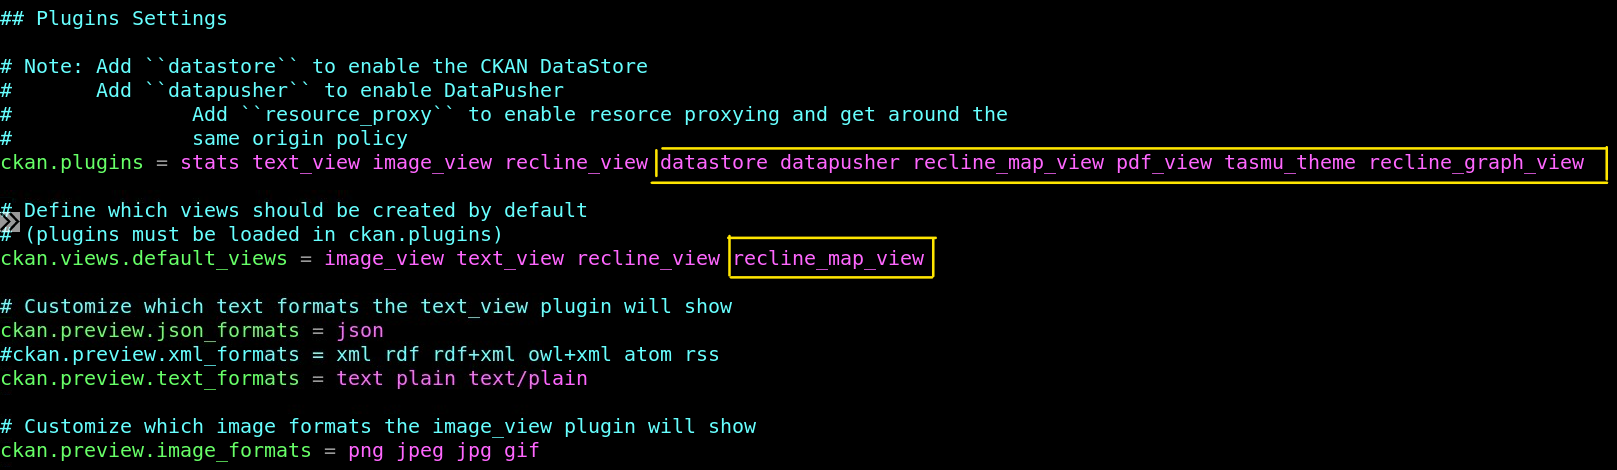 ## Plugins Settings
# Note: Add ``datastore`` to enable the CKAN DataStore
#       Add ``datapusher`` to enable DataPusher
#               Add ``resource_proxy`` to enable resorce proxying and get around the
#               same origin policy
ckan.plugins = stats text_view image_view recline_view datastore datapusher recline_map_view pdf_view tasmu_theme recline_graph_view
# Define which views should be created by default
# (plugins must be loaded in ckan.plugins)
ckan.views.default_views = image_view text_view recline_view recline_map_view
# Customize which text formats the text_view plugin will show
ckan.preview.json_formats = json
#ckan.preview.xml_formats = xml rdf rdf+xml owl+xml atom rss
ckan.preview.text_formats = text plain text/plain
# Customize which image formats the image_view plugin will show
ckan.preview.image_formats = png jpeg jpg gif